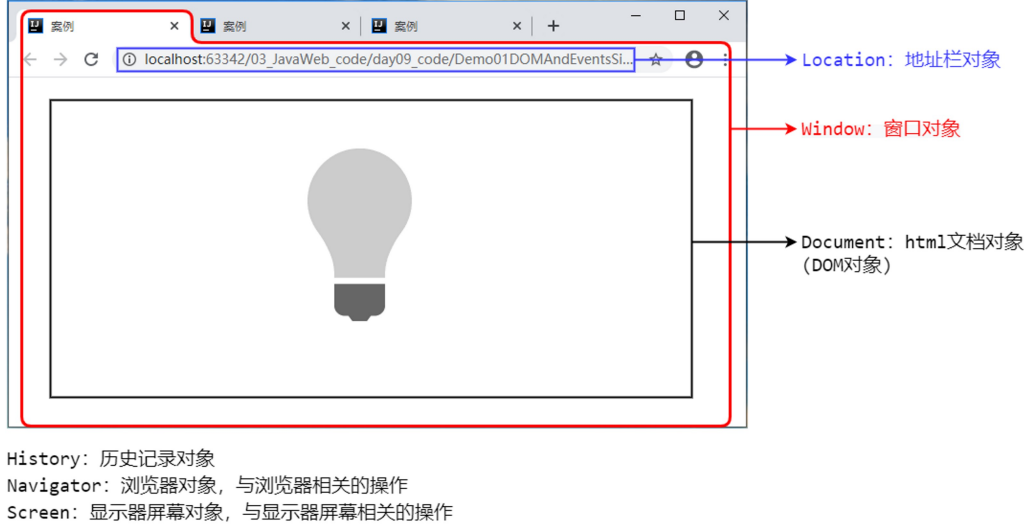 案例
案例
案例
localhost:63342/03_JavaWeb_code/day09_code/Demo01DOMAndEventsSi...
Location: 地址栏对象
Window: 窗口对象
Document: html文档对象
(DOM对象)
History: 历史记录对象
Navigator: 浏览器对象, 与浏览器相关的操作
Screen: 显示器屏幕对象, 与显示器屏幕相关的操作